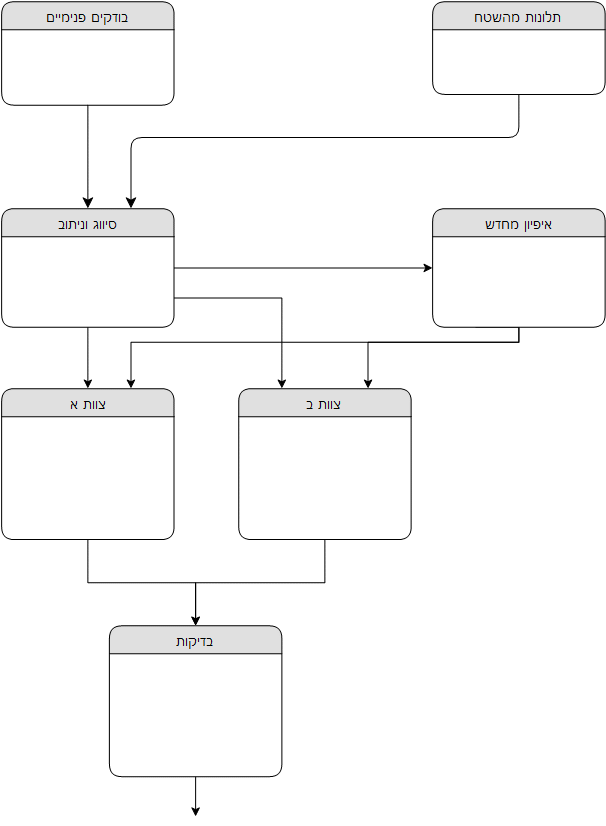 תלונות מהשטח
בודקים פנימיים
איפיון מחדש
סיווג וניתוב
צוות ב
צוות א
בדיקות